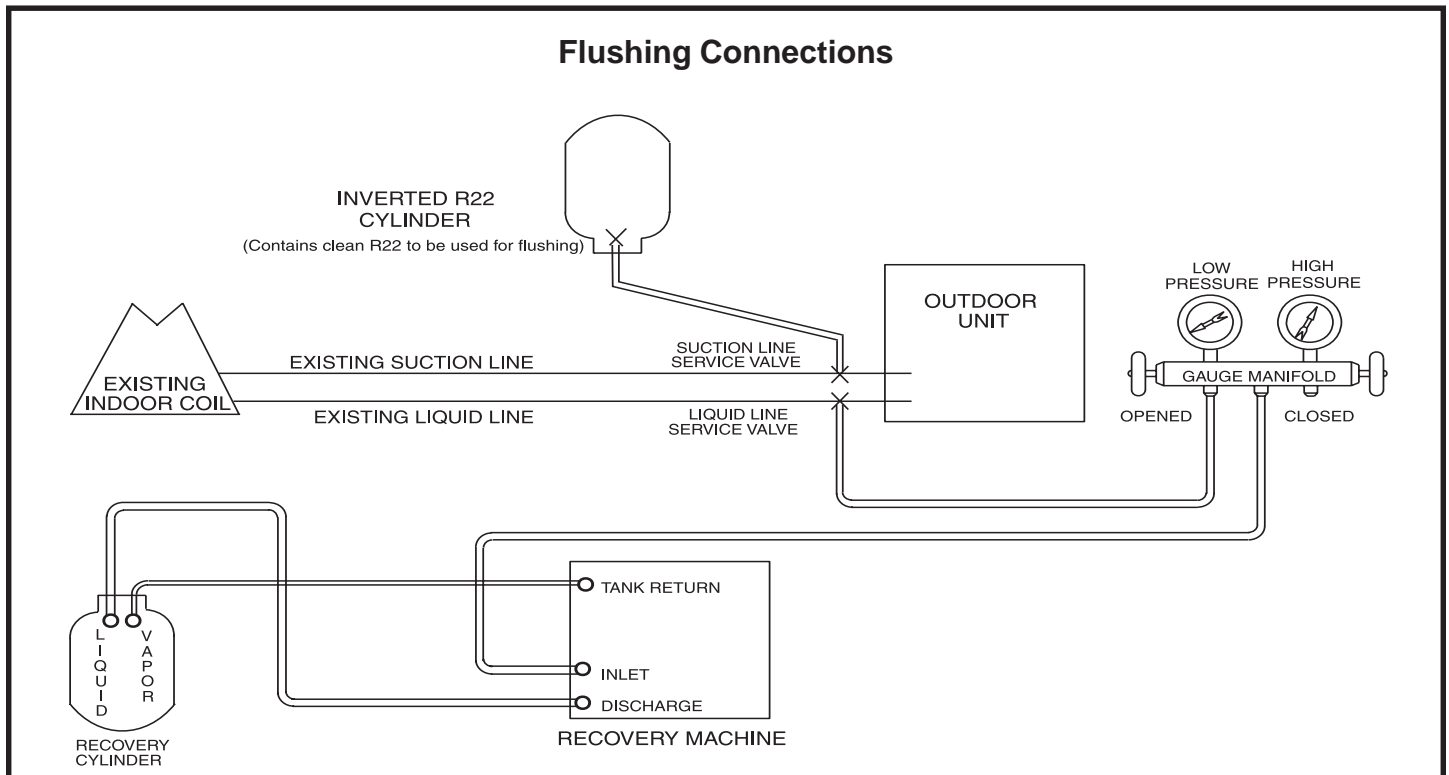 Flushing Connections
INVERTED R22
CYLINDER
(Contains clean R22 to be used for flushing)
LOW
PRESSURE
HIGH
PRESSURE
OUTDOOR
UNIT
SUCTION LINE
SERVICE VALVE
EXISTING SUCTION LINE
GAUGE MANIFOLD
EXISTING
INDOOR COIL
EXISTING LIQUID LINE
LIQUID LINE
SERVICE VALVE
OPENED
CLOSED
TANK RETURN
LIQUID
VAPOR
INLET
DISCHARGE
RECOVERY MACHINE
RECOVERY
CYLINDER